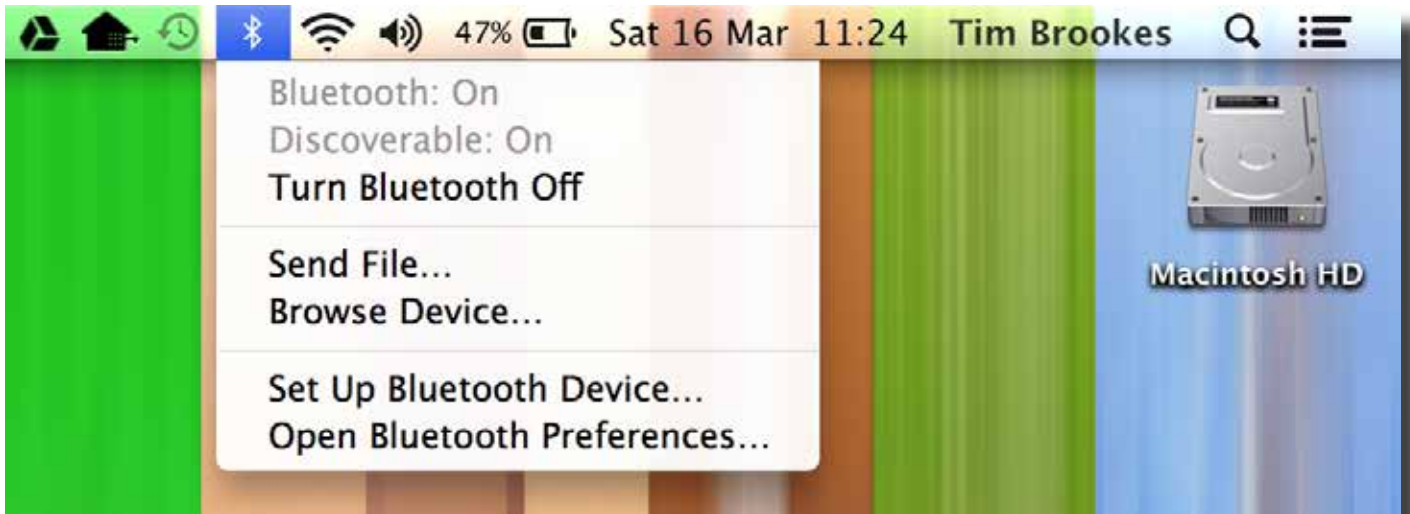 47% Sat 16 Mar 11:24 Tim Brookes
Bluetooth: On
Discoverable: On
Turn Bluetooth Off
Send File...
Browse Device...
Set Up Bluetooth Device...
Open Bluetooth Preferences...
Macintosh HD